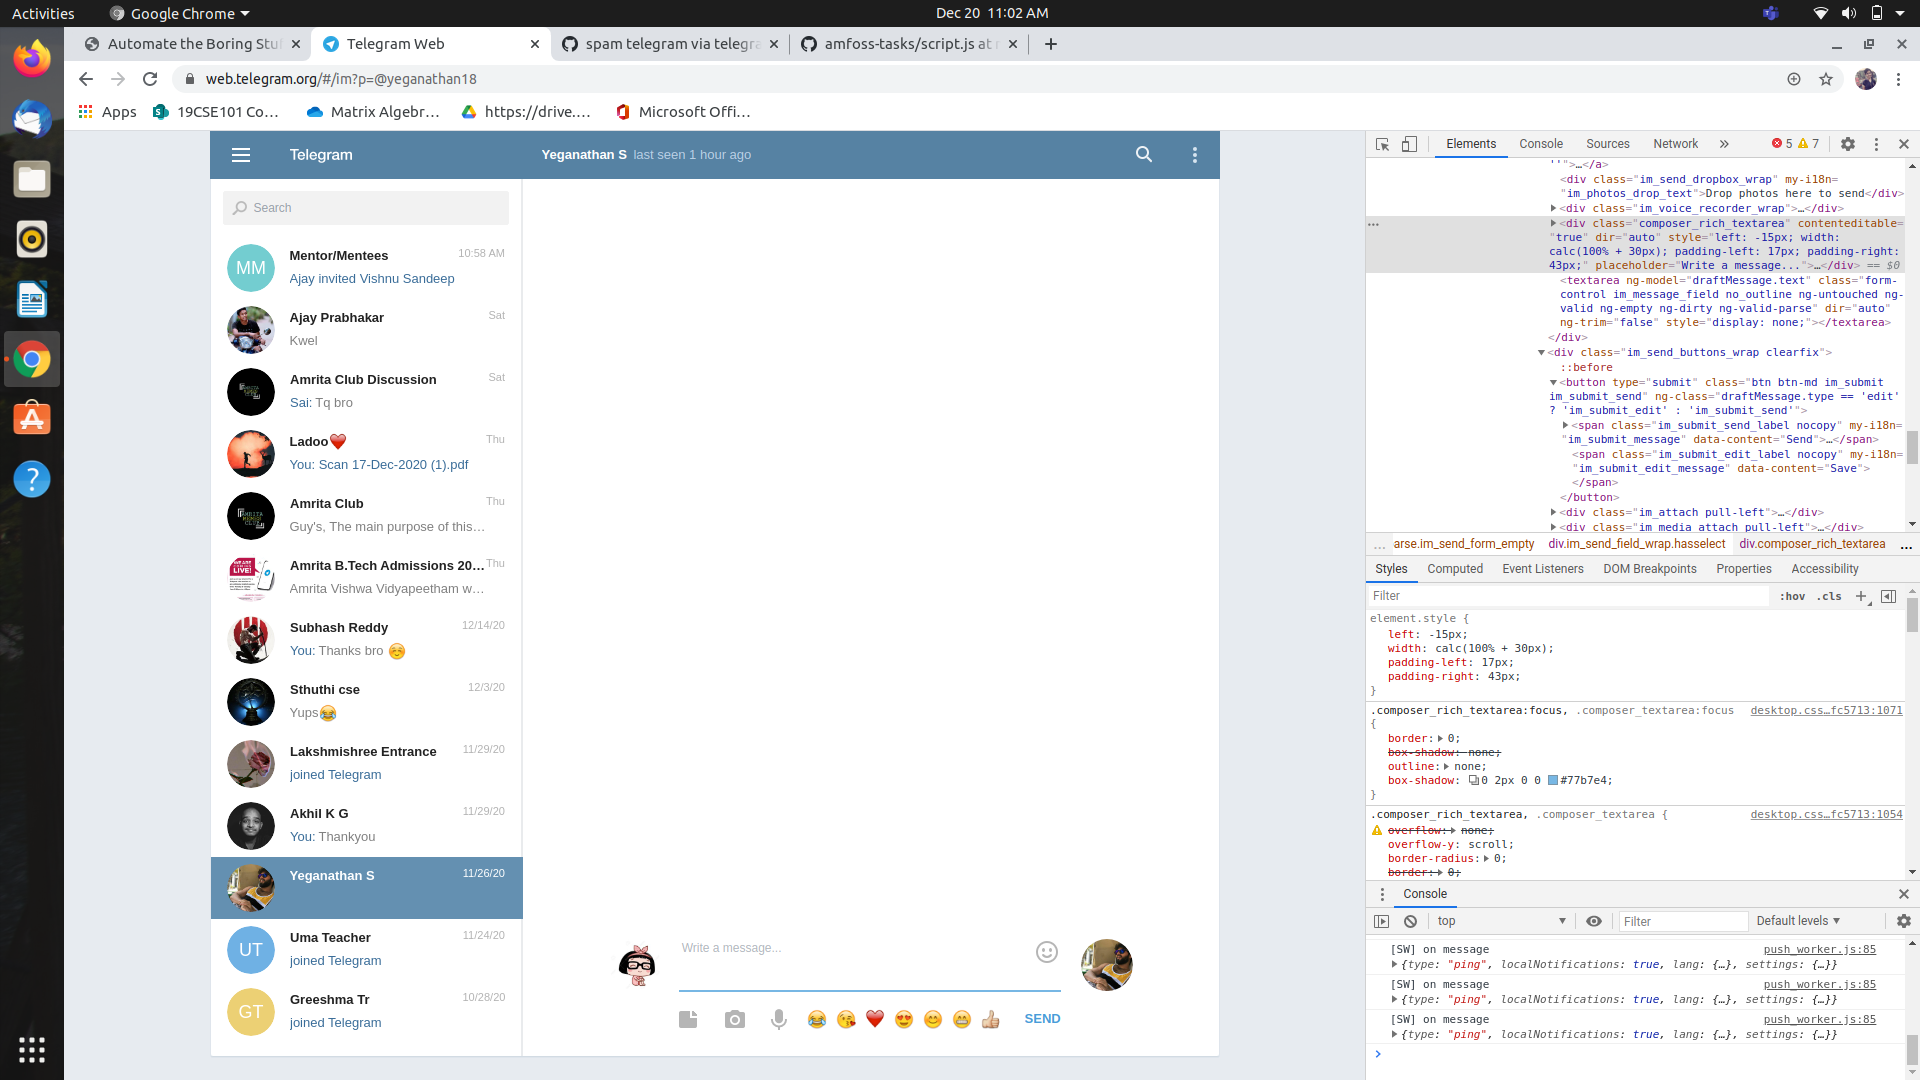 Activities
Google Chrome
Dec 20 11:02 AM
Automate the Boring Stu
Telegram Web
spam telegram via telegra
amfoss-tasks/script.js at
web.telegram.org/#/im?p=@yeganathan18
Apps
19CSE101 Co...
Matrix Algebr...
https://drive....
Microsoft Offi...
Telegram
Yeganathan S last seen 1 hour ago
Search
MM
Mentor/Mentees
10:58 AM
Ajay invited Vishnu Sandeep
Ajay Prabhakar
Sat
Kwel
Amrita Club Discussion
Sat
Sai: Tq bro
Ladoo❤️
Thu
You: Scan 17-Dec-2020 (1).pdf
Amrita Club
Thu
Guy's, The main purpose of this...
Amrita B.Tech Admissions 20...
Thu
Amrita Vishwa Vidyapeetham w...
Subhash Reddy
12/14/20
You: Thanks bro ☺️
Sthuthi cse
12/3/20
Yups😂
Lakshmishree Entrance
11/29/20
joined Telegram
Akhil K G
11/29/20
You: Thankyou
Yeganathan S
11/26/20
UT
Uma Teacher
11/24/20
joined Telegram
GT
Greeshma Tr
10/28/20
joined Telegram
Write a message...
😂 😘 ❤️ 😍 😊 😁 👍
SEND
Elements
Console
Sources
Network
»
5
7
''">…</a>
<div class="im_send_dropbox_wrap" my-i18n=
"im_photos_drop_text">Drop photos here to send</div>
<div class="im_voice_recorder_wrap">…</div>
<div class="composer_rich_textarea" contenteditable=
"true" dir="auto" style="left: -15px; width:
calc(100% + 30px); padding-left: 17px; padding-right:
43px;" placeholder="Write a message...">…</div> == $0
<textarea ng-model="draftMessage.text" class="form-
control im_message_field no_outline ng-untouched ng-
valid ng-empty ng-dirty ng-valid-parse" dir="auto"
ng-trim="false" style="display: none;"></textarea>
</div>
<div class="im_send_buttons_wrap clearfix">
::before
<button type="submit" class="btn btn-md im_submit
im_submit_send" ng-class="draftMessage.type == 'edit'
? 'im_submit_edit' : 'im_submit_send'">
<span class="im_submit_send_label nocopy" my-i18n=
"im_submit_message" data-content="Send">…</span>
<span class="im_submit_edit_label nocopy" my-i18n=
"im_submit_edit_message" data-content="Save">
</span>
</button>
<div class="im_attach pull-left">…</div>
<div class="im_media_attach pull-left">…</div>
... arse.im_send_form_empty div.im_send_field_wrap.hasselect div.composer_rich_textarea ...
Styles
Computed
Event Listeners
DOM Breakpoints
Properties
Accessibility
Filter
:hov .cls +
element.style {
left: -15px;
width: calc(100% + 30px);
padding-left: 17px;
padding-right: 43px;
}
.composer_rich_textarea:focus, .composer_textarea:focus
desktop.css…fc5713:1071
{
border: 0;
box-shadow: none;
outline: none;
box-shadow: 0 2px 0 0 #77b7e4;
}
.composer_rich_textarea, .composer_textarea {
desktop.css…fc5713:1054
overflow: none;
overflow-y: scroll;
border-radius: 0;
border: 0;
Console
top
Filter
Default levels
[SW] on message
push_worker.js:85
{type: "ping", localNotifications: true, lang: {…}, settings: {…}}
[SW] on message
push_worker.js:85
{type: "ping", localNotifications: true, lang: {…}, settings: {…}}
[SW] on message
push_worker.js:85
{type: "ping", localNotifications: true, lang: {…}, settings: {…}}